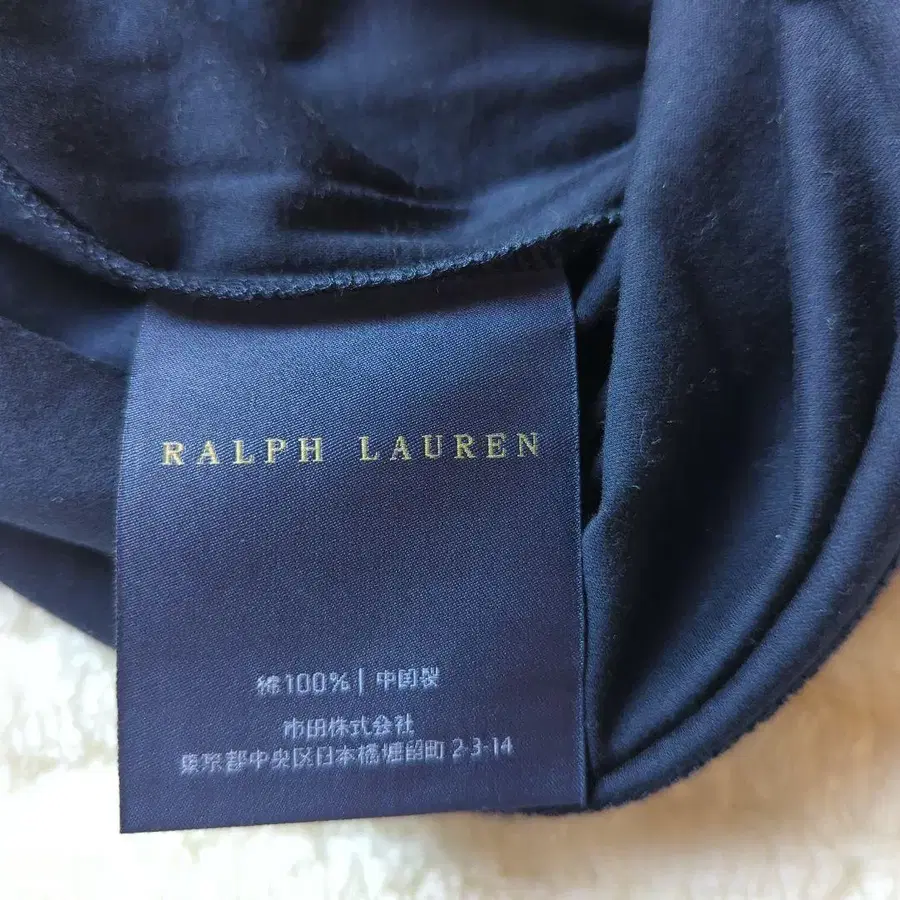 RALPH LAUREN
綿100% | 中国製
市田株式会社
東京都中央区日本橋堀留町 2-3-14